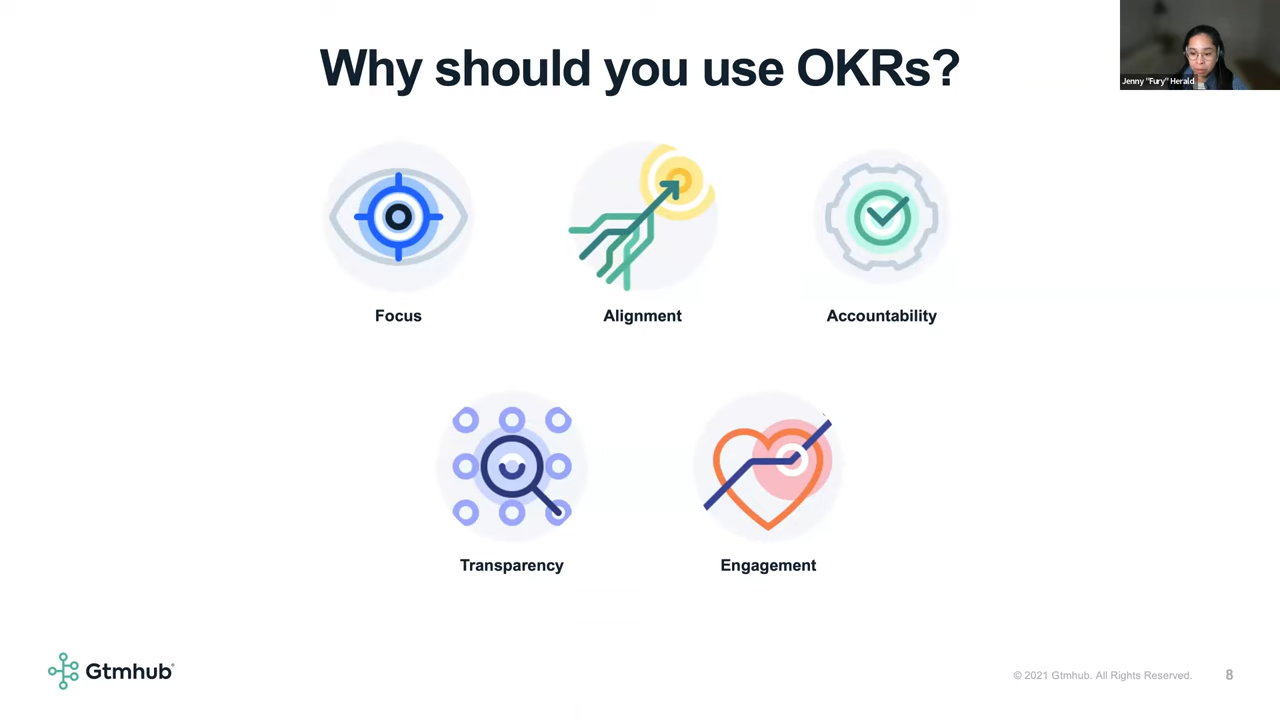 Why should you use OKRs?
Jenny "Fury" Herald
Focus
Alignment
Accountability
Transparency
Engagement
Gtmhub
© 2021 Gtmhub. All Rights Reserved.
8